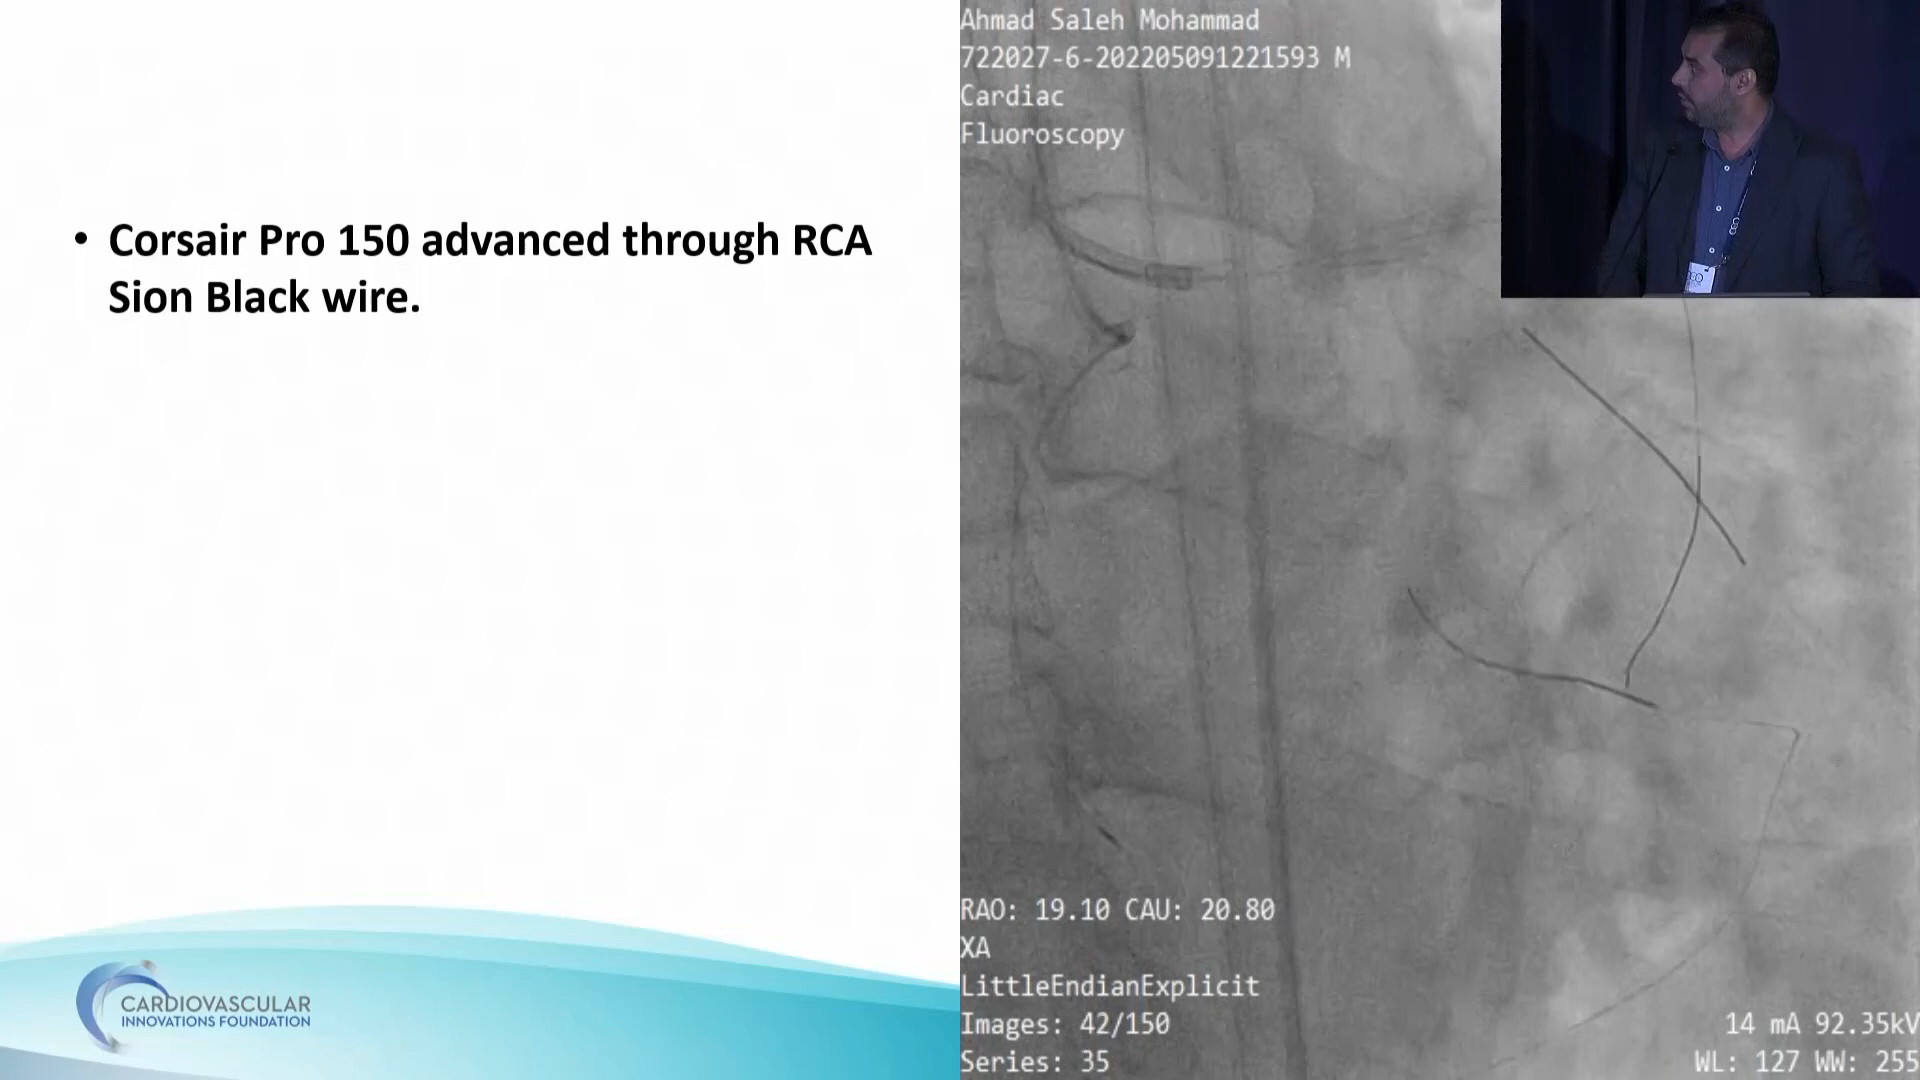 • Corsair Pro 150 advanced through RCA
Sion Black wire.
CARDIOVASCULAR
INNOVATIONS FOUNDATION
Ahmad Saleh Mohammad
722027-6-202205091221593 M
Cardiac
Fluoroscopy
RAO: 19.10 CAU: 20.80
XA
LittleEndianExplicit
Images: 42/150
Series: 35
14 mA 92.35kV
WL: 127 WW: 255